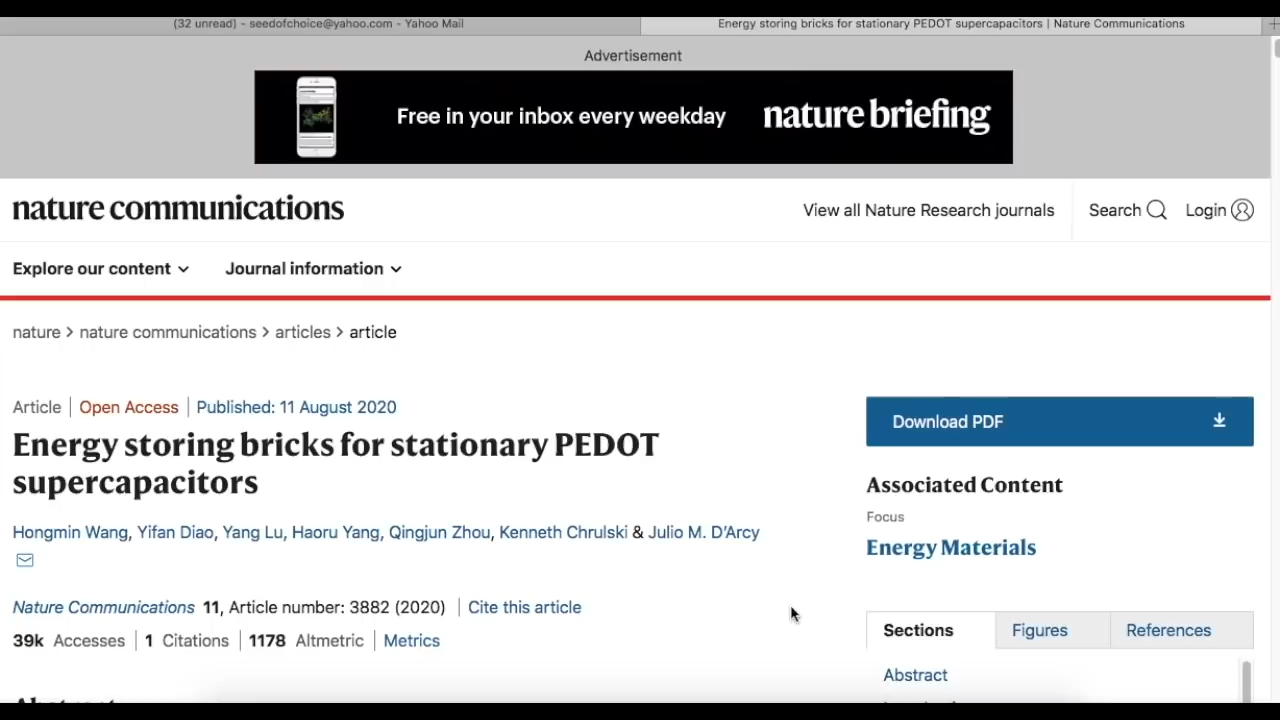 (32 unread) - seedofchoice@yahoo.com - Yahoo Mail
Energy storing bricks for stationary PEDOT supercapacitors | Nature Communications
Advertisement
Free in your inbox every weekday
nature briefing
nature communications
View all Nature Research journals
Search
Login
Explore our content
Journal information
nature > nature communications > articles > article
Article | Open Access | Published: 11 August 2020
Energy storing bricks for stationary PEDOT
supercapacitors
Hongmin Wang, Yifan Diao, Yang Lu, Haoru Yang, Qingjun Zhou, Kenneth Chrulski & Julio M. D'Arcy
Nature Communications 11, Article number: 3882 (2020) | Cite this article
39k Accesses | 1 Citations | 1178 Altmetric | Metrics
Download PDF
Associated Content
Focus
Energy Materials
Sections
Figures
References
Abstract